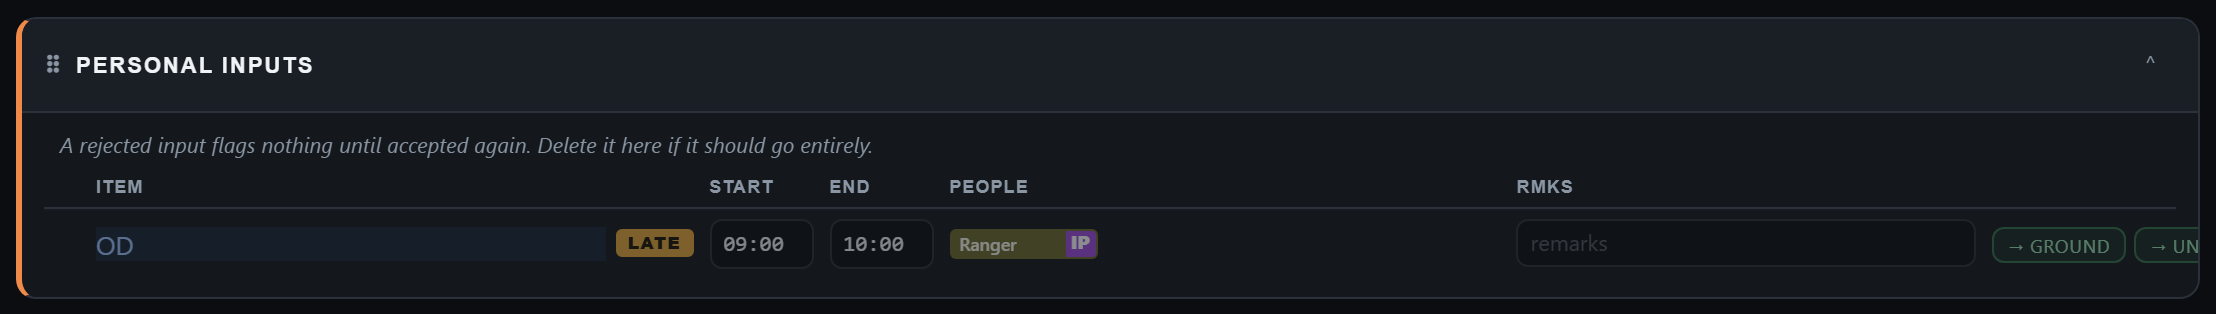 PERSONAL INPUTS ^
A rejected input flags nothing until accepted again. Delete it here if it should go entirely.
ITEM START END PEOPLE RMKS
OD LATE 09:00 10:00 Ranger IP remarks → GROUND → UN